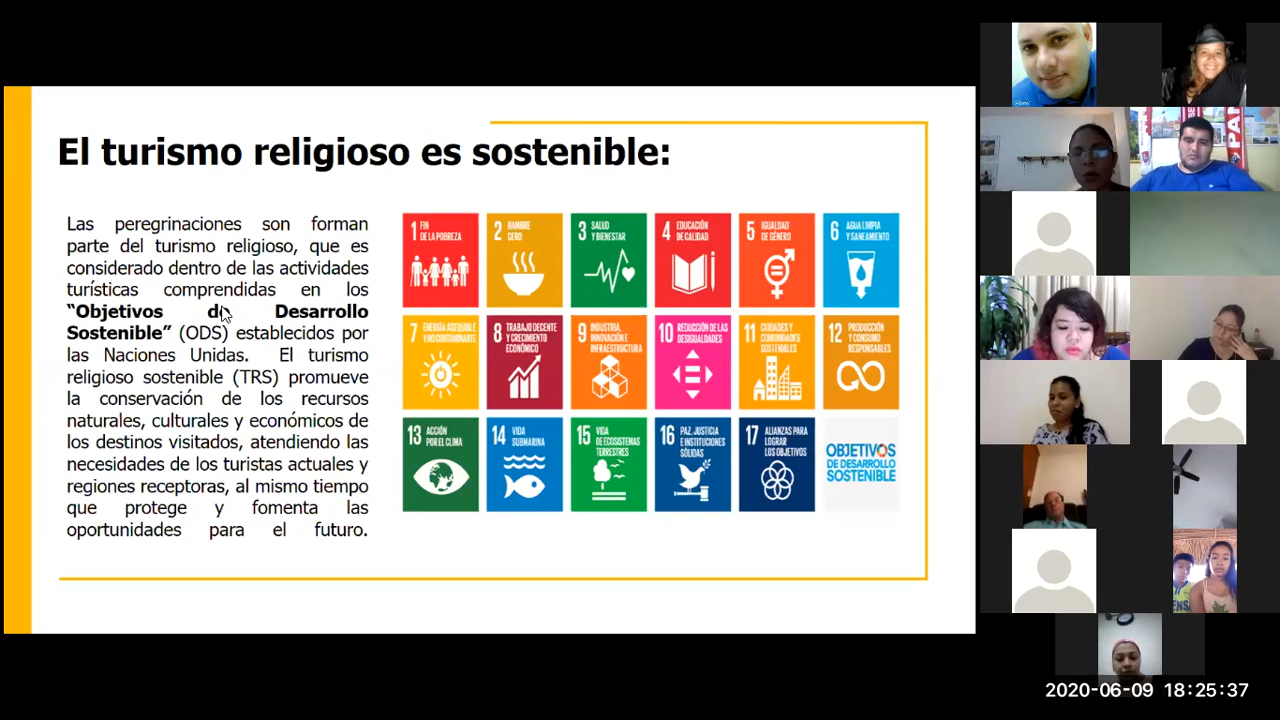 El turismo religioso es sostenible:
Las peregrinaciones son forman
parte del turismo religioso, que es
considerado dentro de las actividades
turísticas comprendidas en los
“Objetivos de Desarrollo
Sostenible” (ODS) establecidos por
las Naciones Unidas. El turismo
religioso sostenible (TRS) promueve
la conservación de los recursos
naturales, culturales y económicos de
los destinos visitados, atendiendo las
necesidades de los turistas actuales y
regiones receptoras, al mismo tiempo
que protege y fomenta las
oportunidades para el futuro.
1 FIN
DE LA POBREZA
2 HAMBRE
CERO
3 SALUD
Y BIENESTAR
4 EDUCACIÓN
DE CALIDAD
5 IGUALDAD
DE GÉNERO
6 AGUA LIMPIA
Y SANEAMIENTO
7 ENERGÍA ASEQUIBLE
Y NO CONTAMINANTE
8 TRABAJO DECENTE
Y CRECIMIENTO
ECONÓMICO
9 INDUSTRIA,
INNOVACIÓN E
INFRAESTRUCTURA
10 REDUCCIÓN DE LAS
DESIGUALDADES
11 CIUDADES Y
COMUNIDADES
SOSTENIBLES
12 PRODUCCIÓN
Y CONSUMO
RESPONSABLES
13 ACCIÓN
POR EL CLIMA
14 VIDA
SUBMARINA
15 VIDA
DE ECOSISTEMAS
TERRESTRES
16 PAZ, JUSTICIA
E INSTITUCIONES
SÓLIDAS
17 ALIANZAS PARA
LOGRAR
LOS OBJETIVOS
OBJETIVOS
DE DESARROLLO
SOSTENIBLE
2020-06-09 18:25:37